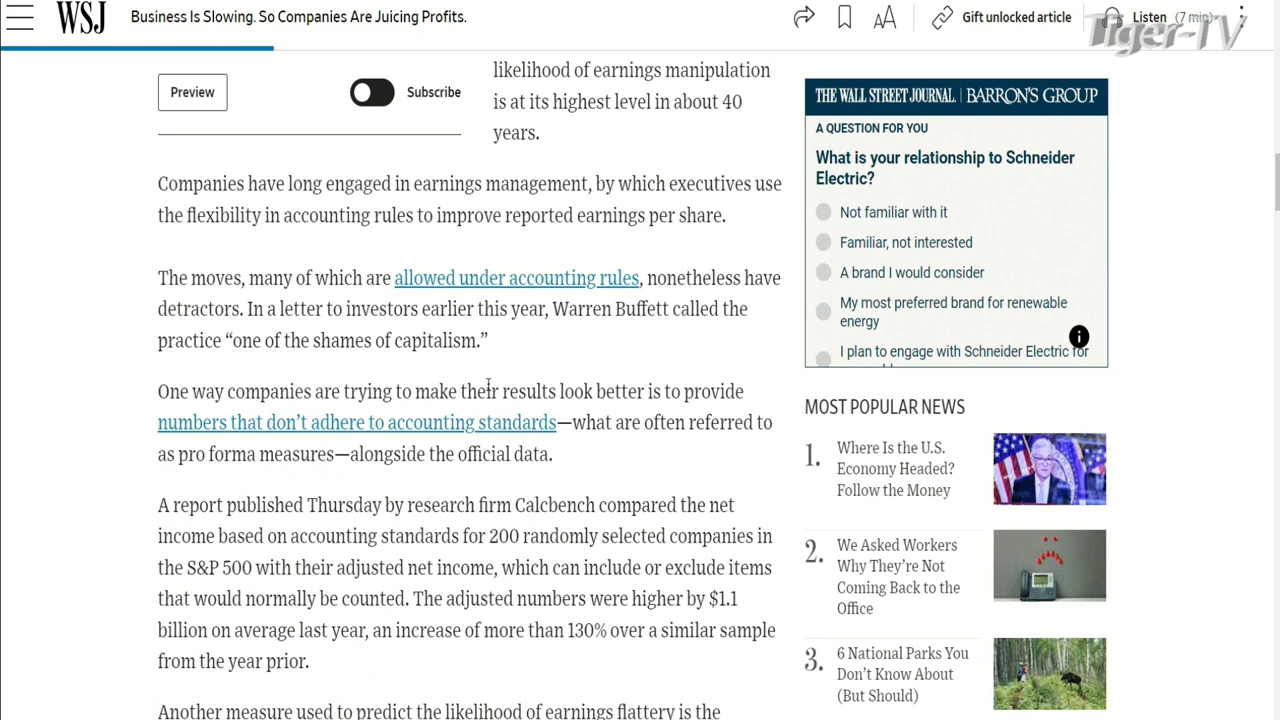 WSJ
Business Is Slowing. So Companies Are Juicing Profits.
Gift unlocked article
Listen (7 min)
Tiger-TV
Preview
Subscribe
likelihood of earnings manipulation
is at its highest level in about 40
years.
Companies have long engaged in earnings management, by which executives use
the flexibility in accounting rules to improve reported earnings per share.
The moves, many of which are allowed under accounting rules, nonetheless have
detractors. In a letter to investors earlier this year, Warren Buffett called the
practice “one of the shames of capitalism.”
One way companies are trying to make their results look better is to provide
numbers that don’t adhere to accounting standards—what are often referred to
as pro forma measures—alongside the official data.
A report published Thursday by research firm Calcbench compared the net
income based on accounting standards for 200 randomly selected companies in
the S&P 500 with their adjusted net income, which can include or exclude items
that would normally be counted. The adjusted numbers were higher by $1.1
billion on average last year, an increase of more than 130% over a similar sample
from the year prior.
Another measure used to predict the likelihood of earnings flattery is the
THE WALL STREET JOURNAL. | BARRON'S GROUP
A QUESTION FOR YOU
What is your relationship to Schneider
Electric?
Not familiar with it
Familiar, not interested
A brand I would consider
My most preferred brand for renewable
energy
I plan to engage with Schneider Electric for
MOST POPULAR NEWS
1.
Where Is the U.S.
Economy Headed?
Follow the Money
2.
We Asked Workers
Why They’re Not
Coming Back to the
Office
3.
6 National Parks You
Don’t Know About
(But Should)